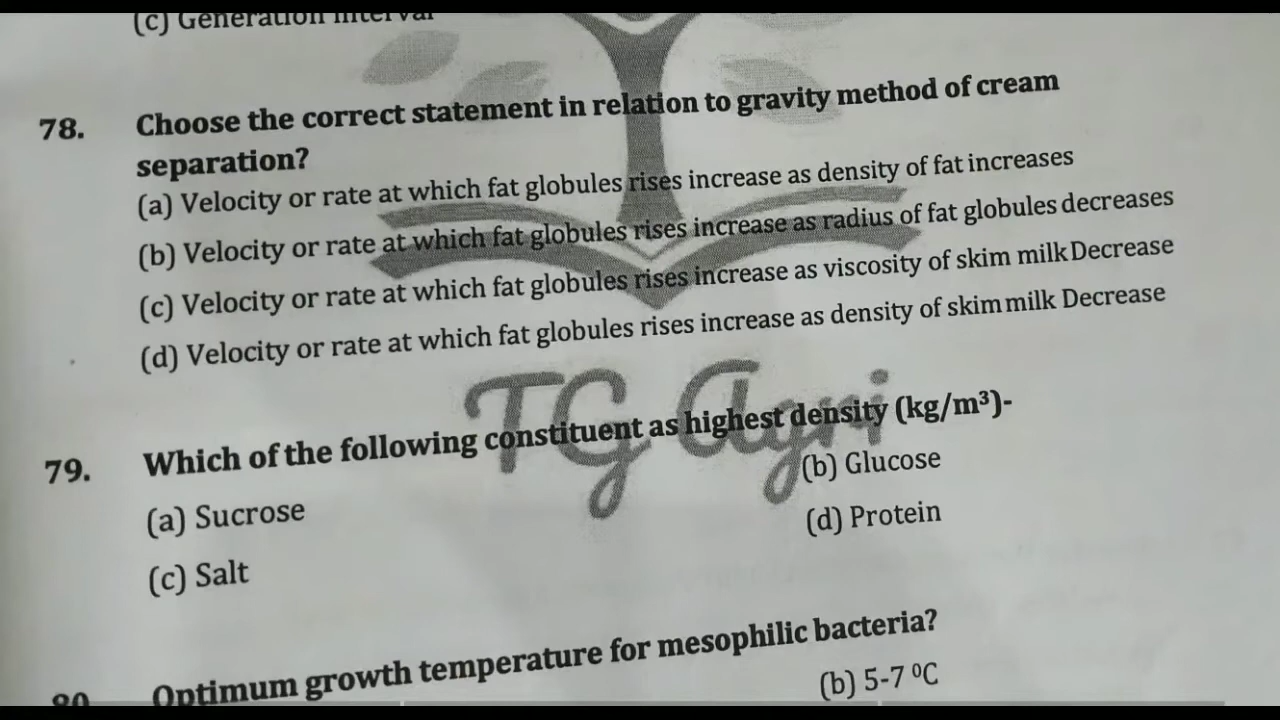 (c) Generation Interval
78. Choose the correct statement in relation to gravity method of cream
separation?
(a) Velocity or rate at which fat globules rises increase as density of fat increases
(b) Velocity or rate at which fat globules rises increase as radius of fat globules decreases
(c) Velocity or rate at which fat globules rises increase as viscosity of skim milk Decrease
(d) Velocity or rate at which fat globules rises increase as density of skim milk Decrease
TG Agri
79. Which of the following constituent as highest density (kg/m³)-
(a) Sucrose (b) Glucose
(c) Salt (d) Protein
80. Optimum growth temperature for mesophilic bacteria?
(b) 5-7 ⁰C